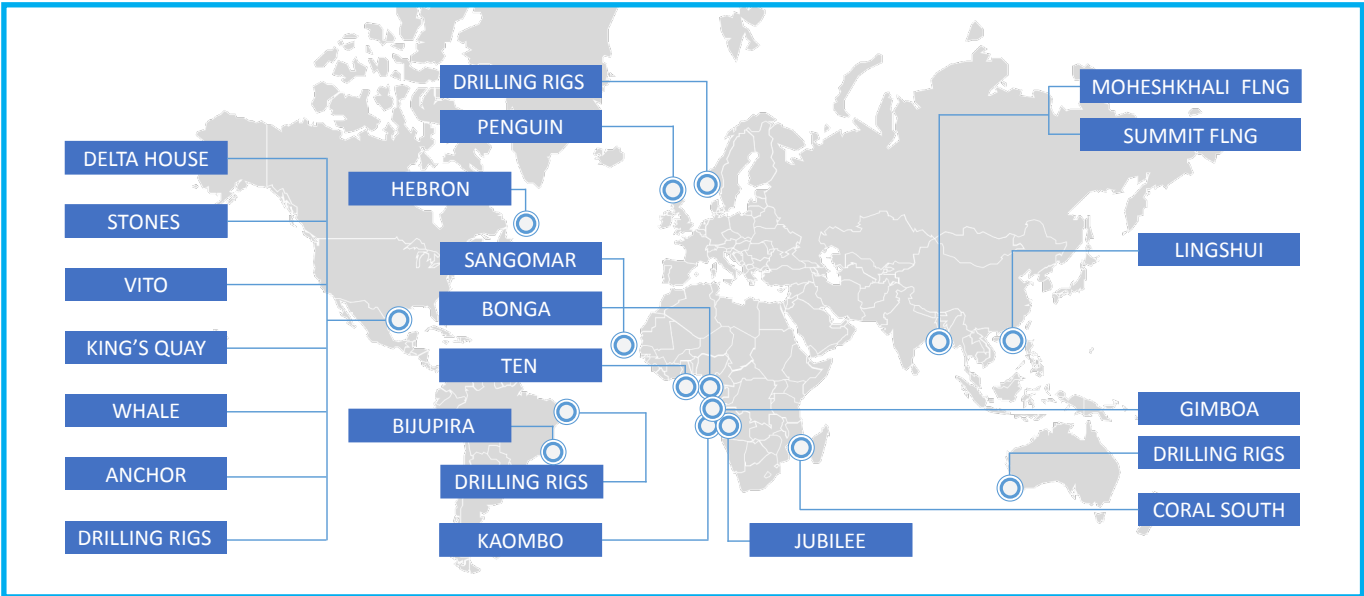 DELTA HOUSE
STONES
VITO
KING'S QUAY
WHALE
ANCHOR
DRILLING RIGS
HEBRON
BIJUPIRA
DRILLING RIGS
PENGUIN
SANGOMAR
BONGA
TEN
DRILLING RIGS
KAOMBO
JUBILEE
MOHESHKHALI FLNG
SUMMIT FLNG
LINGSHUI
GIMBOA
DRILLING RIGS
CORAL SOUTH